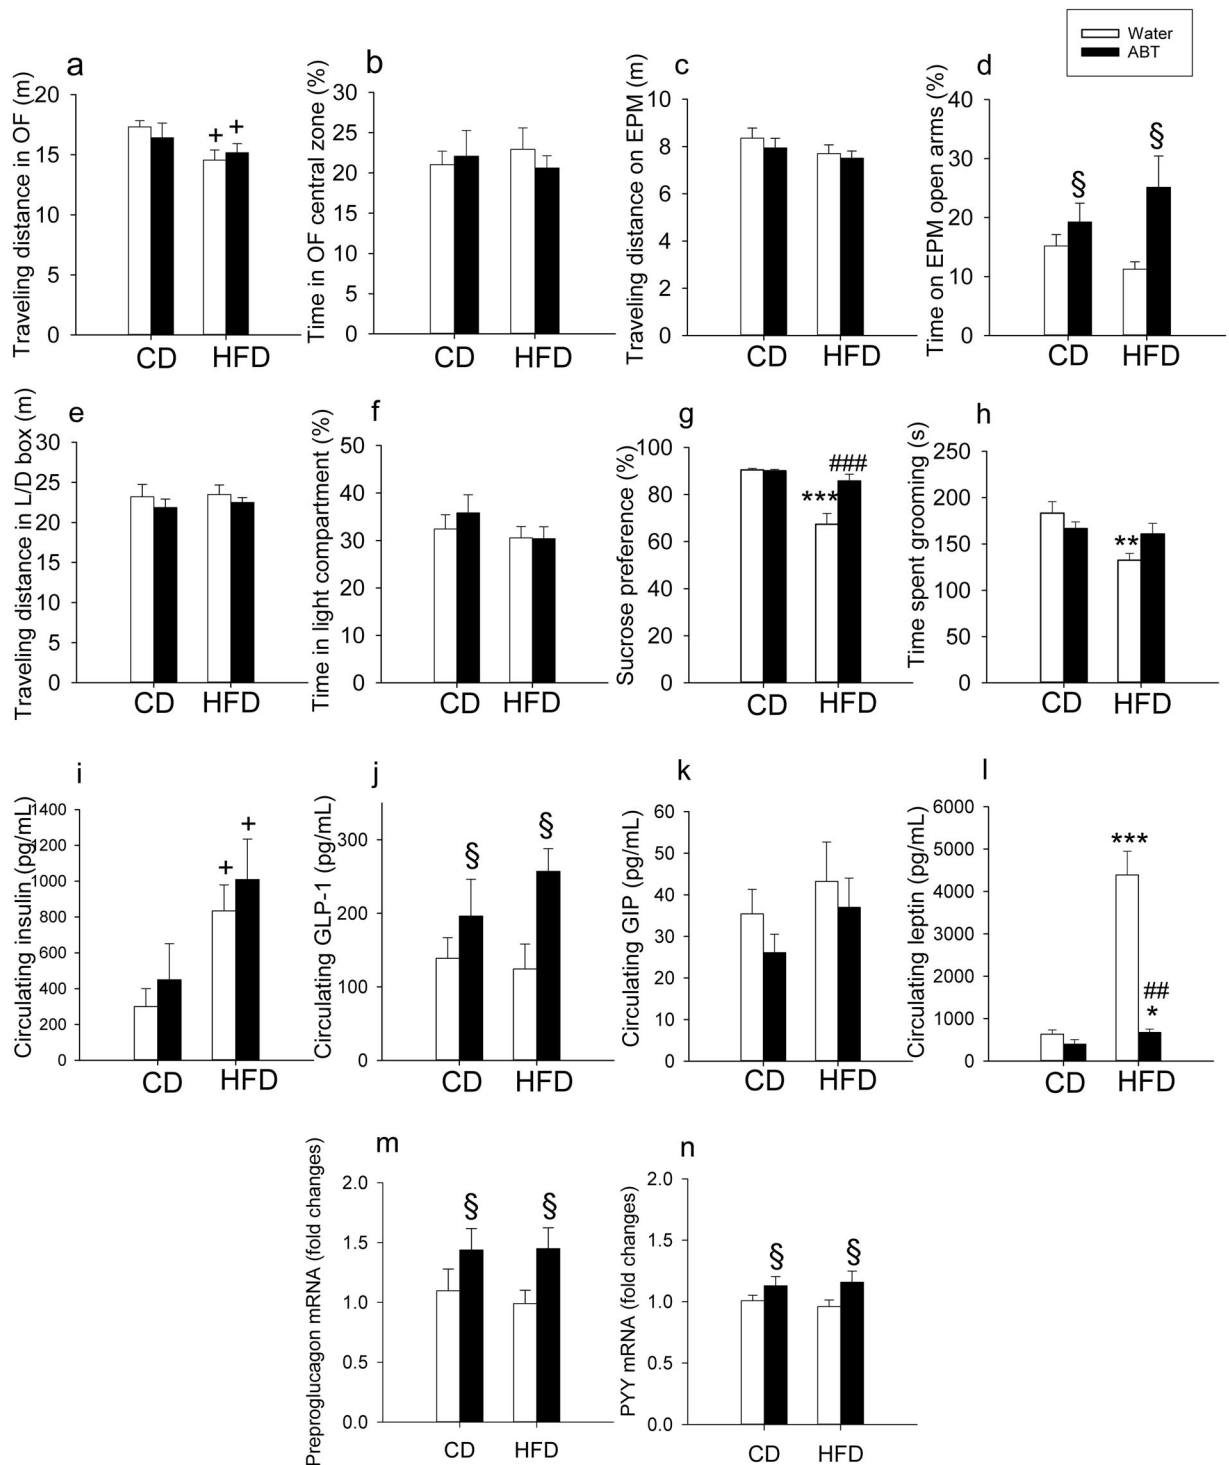 Water
ABT
a
Traveling distance in OF (m)
20
15
10
5
0
+
+
CD
HFD
b
Time in OF central zone (%)
30
25
20
15
10
5
0
CD
HFD
c
Traveling distance on EPM (m)
10
8
6
4
2
0
CD
HFD
d
Time on EPM open arms (%)
40
30
20
10
0
§
§
CD
HFD
e
Traveling distance in L/D box (m)
30
25
20
15
10
5
0
CD
HFD
f
Time in light compartment (%)
50
40
30
20
10
0
CD
HFD
g
Sucrose preference (%)
100
80
60
40
20
0
***
###
CD
HFD
h
Time spent grooming (s)
250
200
150
100
50
0
**
CD
HFD
i
Circulating insulin (pg/mL)
1400
1200
1000
800
600
400
200
0
+
+
CD
HFD
j
Circulating GLP-1 (pg/mL)
300
200
100
0
§
§
CD
HFD
k
Circulating GIP (pg/mL)
60
50
40
30
20
10
0
CD
HFD
l
Circulating leptin (pg/mL)
6000
5000
4000
3000
2000
1000
0
***
##
*
CD
HFD
m
Preproglucagon mRNA (fold changes)
2.0
1.5
1.0
0.5
0.0
§
§
CD
HFD
n
PYY mRNA (fold changes)
2.0
1.5
1.0
0.5
0.0
§
§
CD
HFD